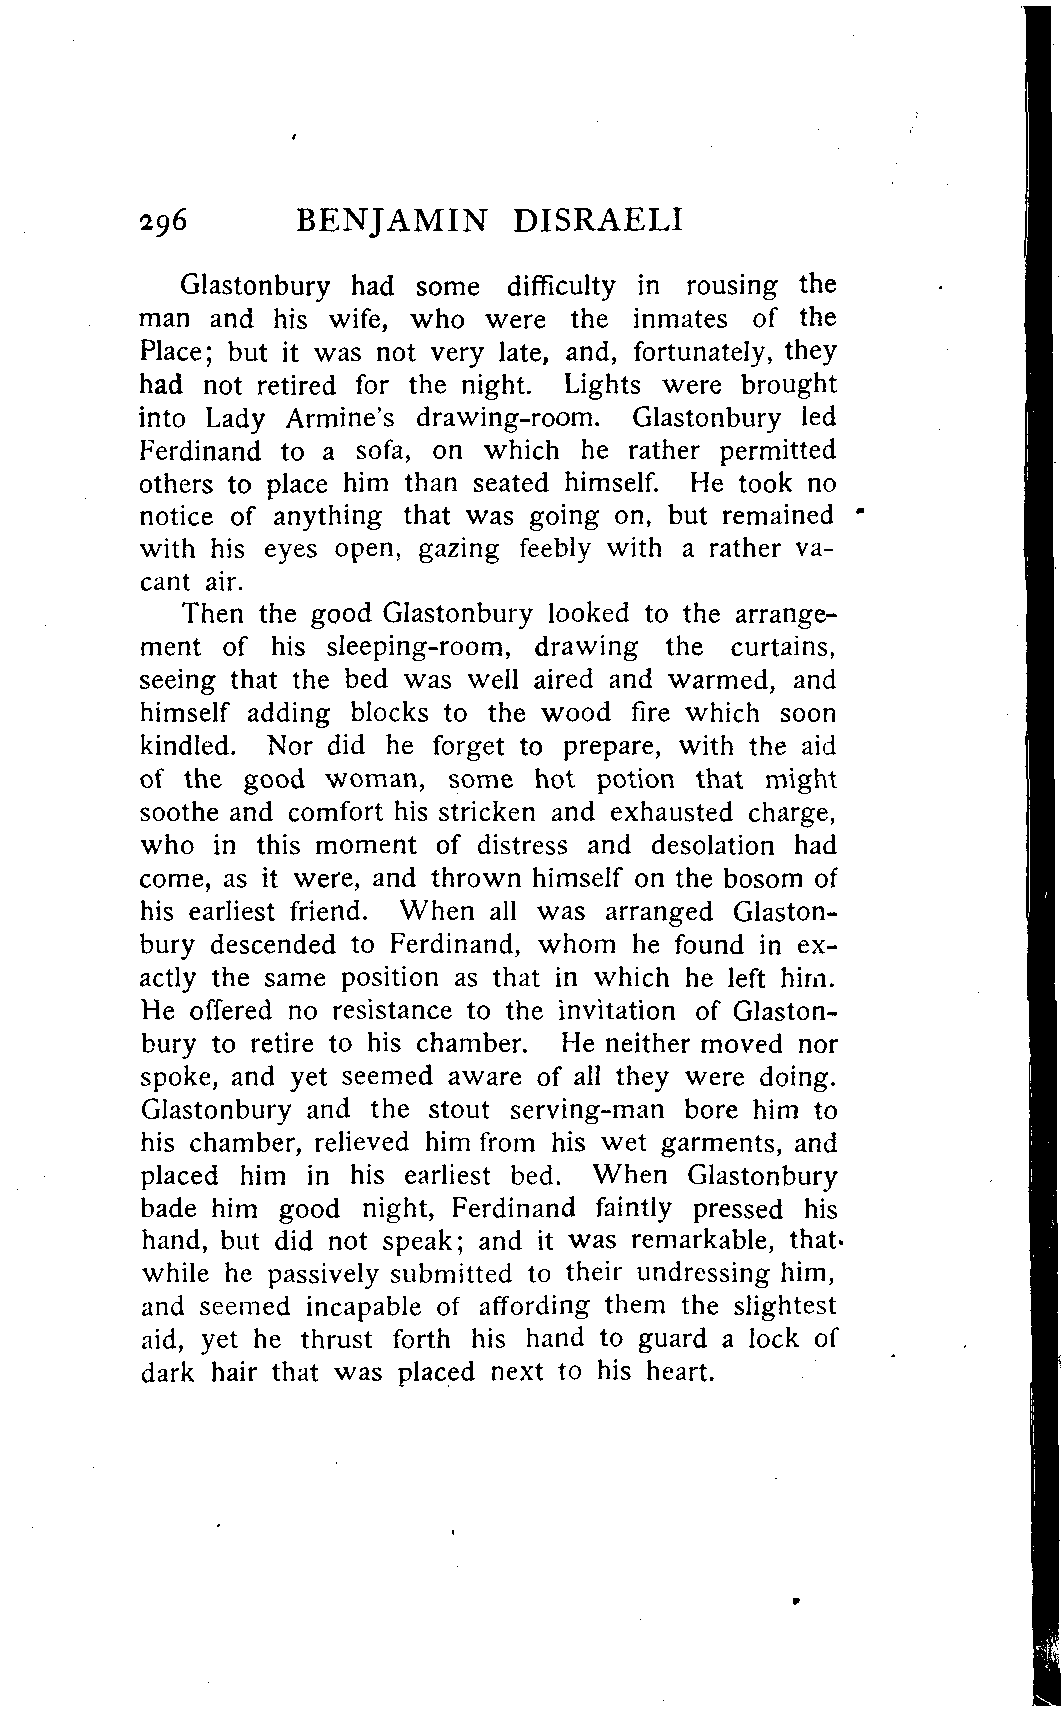 296 BENJAMIN DISRAELI
Glastonbury had some difficulty in rousing the
man and his wife, who were the inmates of the
Place; but it was not very late, and, fortunately, they
had not retired for the night. Lights were brought
into Lady Armine's drawing-room. Glastonbury led
Ferdinand to a sofa, on which he rather permitted
others to place him than seated himself. He took no
notice of anything that was going on, but remained
with his eyes open, gazing feebly with a rather va-
cant air.
Then the good Glastonbury looked to the arrange-
ment of his sleeping-room, drawing the curtains,
seeing that the bed was well aired and warmed, and
himself adding blocks to the wood fire which soon
kindled. Nor did he forget to prepare, with the aid
of the good woman, some hot potion that might
soothe and comfort his stricken and exhausted charge,
who in this moment of distress and desolation had
come, as it were, and thrown himself on the bosom of
his earliest friend. When all was arranged Glaston-
bury descended to Ferdinand, whom he found in ex-
actly the same position as that in which he left him.
He offered no resistance to the invitation of Glaston-
bury to retire to his chamber. He neither moved nor
spoke, and yet seemed aware of all they were doing.
Glastonbury and the stout serving-man bore him to
his chamber, relieved him from his wet garments, and
placed him in his earliest bed. When Glastonbury
bade him good night, Ferdinand faintly pressed his
hand, but did not speak; and it was remarkable, that
while he passively submitted to their undressing him,
and seemed incapable of affording them the slightest
aid, yet he thrust forth his hand to guard a lock of
dark hair that was placed next to his heart.